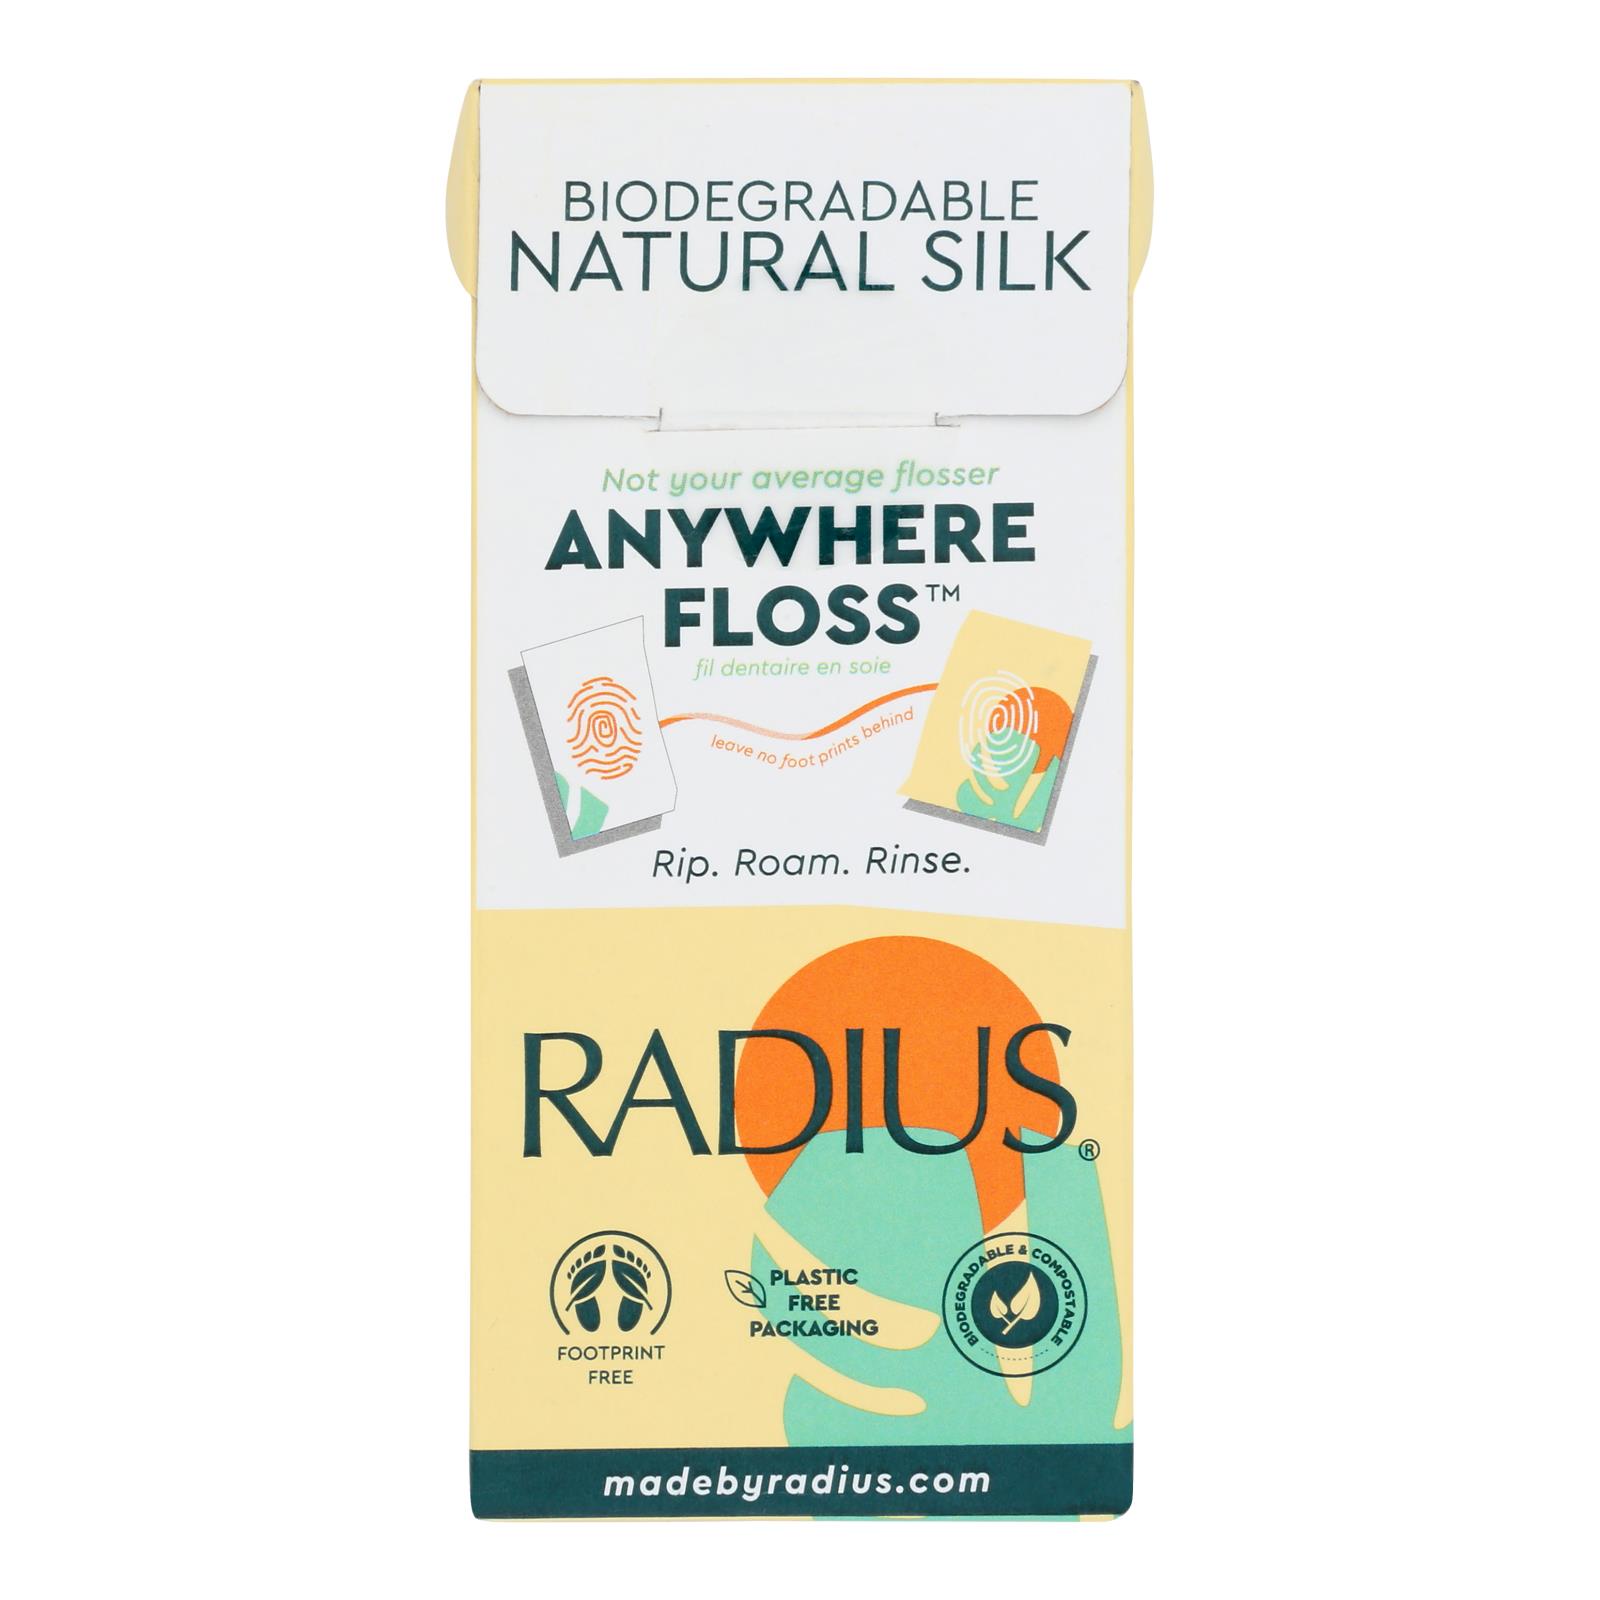 BIODEGRADABLE
NATURAL SILK
Not your average flosser
ANYWHERE
FLOSS™
fil dentaire en soie
leave no foot prints behind
Rip. Roam. Rinse.
RADIUS®
FOOTPRINT
FREE
PLASTIC
FREE
PACKAGING
BIODEGRADABLE & COMPOSTABLE
madebyradius.com